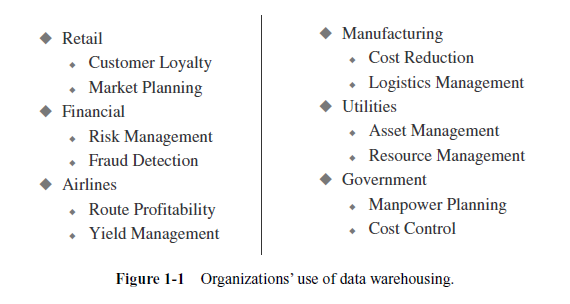 Retail
Customer Loyalty
Market Planning
Financial
Risk Management
Fraud Detection
Airlines
Route Profitability
Yield Management
Manufacturing
Cost Reduction
Logistics Management
Utilities
Asset Management
Resource Management
Government
Manpower Planning
Cost Control
Figure 1-1 Organizations' use of data warehousing.